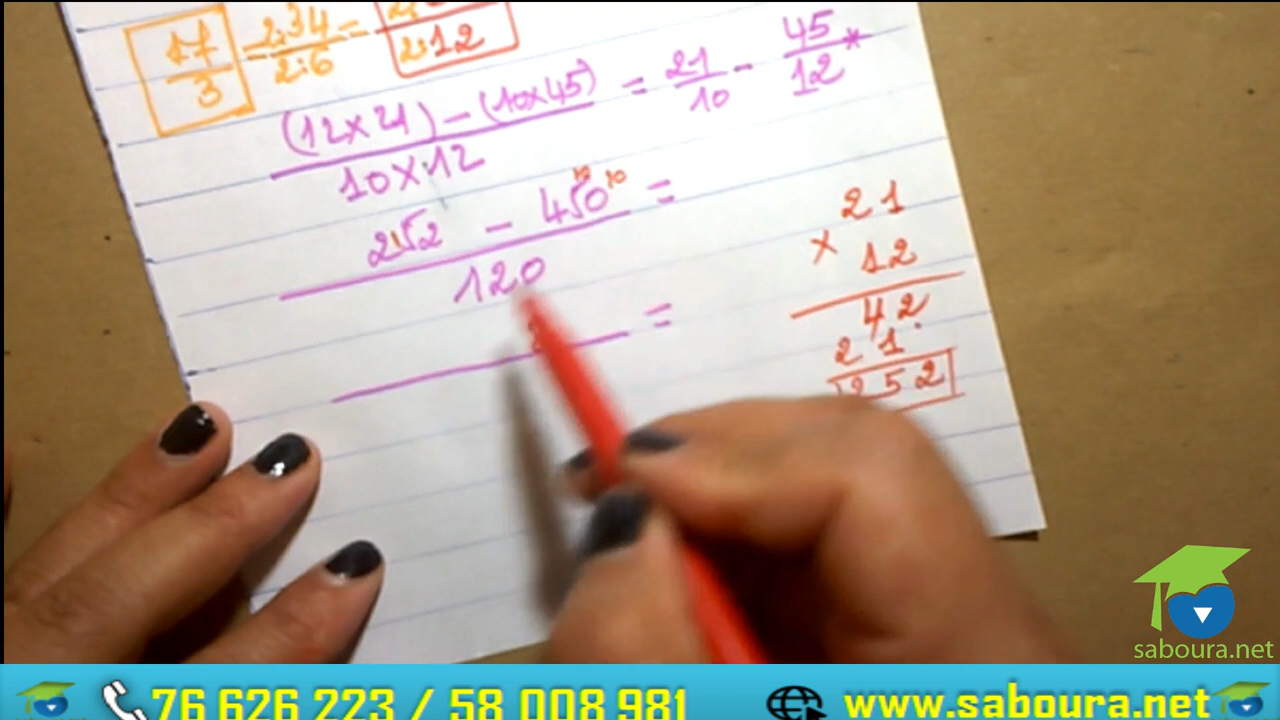 17/3 = 2:34/2:6 =
2:12
(12×21) - (10×45) / 10×12 = 21/10 - 45/12 *
252 - 450 / 120 =
=
21
× 12
42
21.
252
saboura.net
76 626 223 / 58 008 981 www.saboura.net